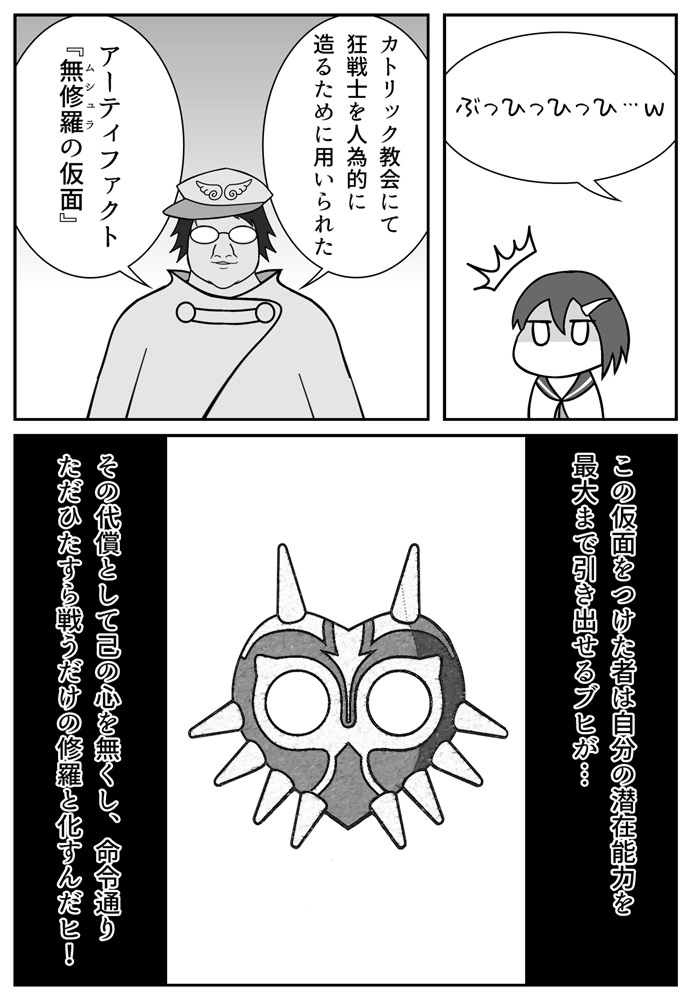 ぶっひっひっひ…w
カトリック教会にて
狂戦士を人為的に
造るために用いられた
アーティファクト
『無修羅の仮面』
ムシュラ
この仮面をつけた者は自分の潜在能力を
最大まで引き出せるブヒが…
その代償として己の心を無くし、命令通り
ただひたすら戦うだけの修羅と化すんだヒ!